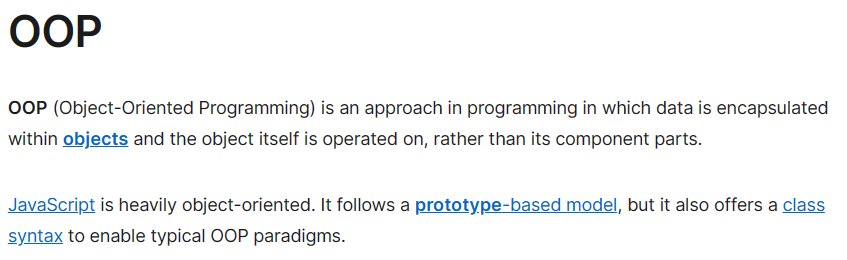 OOP
OOP (Object-Oriented Programming) is an approach in programming in which data is encapsulated
within objects and the object itself is operated on, rather than its component parts.
JavaScript is heavily object-oriented. It follows a prototype-based model, but it also offers a class
syntax to enable typical OOP paradigms.